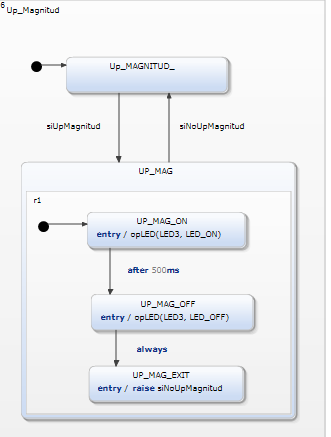 6
Up_Magnitud
Up_MAGNITUD_
siUpMagnitud
siNoUpMagnitud
UP_MAG
r1
UP_MAG_ON
entry / opLED(LED3, LED_ON)
after 500ms
UP_MAG_OFF
entry / opLED(LED3, LED_OFF)
always
UP_MAG_EXIT
entry / raise siNoUpMagnitud